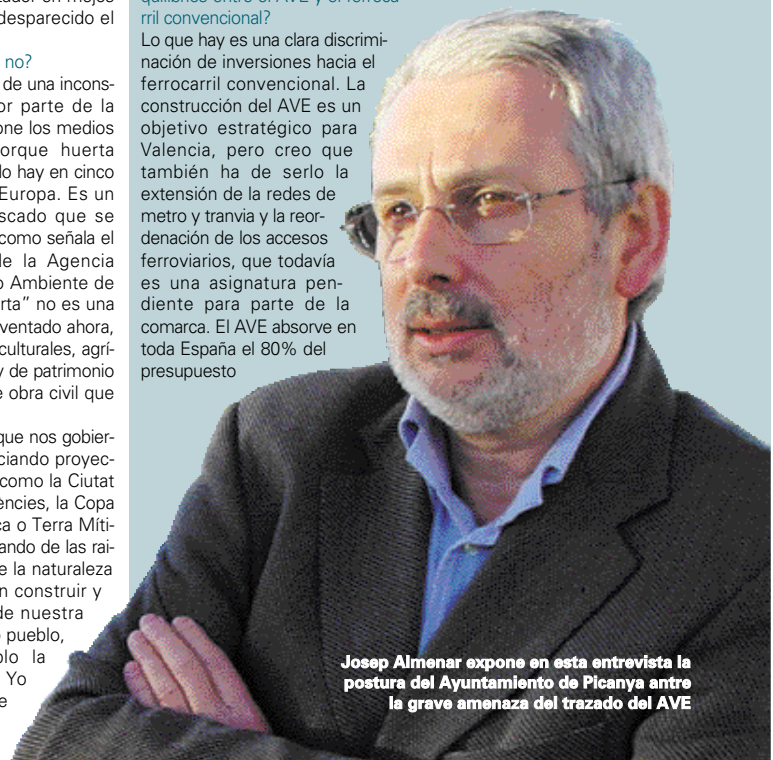 desparecido el
no?
de una incons-
or parte de la
one los medios
orque huerta
lo hay en cinco
Europa. Es un
scado que se
como señala el
de la Agencia
o Ambiente de
rta” no es una
ventado ahora,
culturales, agrí-
y de patrimonio
e obra civil que
que nos gobier-
ciando proyec-
como la Ciutat
ències, la Copa
ca o Terra Míti-
ando de las rai-
e la naturaleza
n construir y
de nuestra
pueblo,
olo la
Yo
e
rril convencional?
Lo que hay es una clara discrimi-
nación de inversiones hacia el
ferrocarril convencional. La
construcción del AVE es un
objetivo estratégico para
Valencia, pero creo que
también ha de serlo la
extensión de la redes de
metro y tranvia y la reor-
denación de los accesos
ferroviarios, que todavía
es una asignatura pen-
diente para parte de la
comarca. El AVE absorve en
toda España el 80% del
presupuesto
Josep Almenar expone en esta entrevista la
postura del Ayuntamiento de Picanya antre
la grave amenaza del trazado del AVE